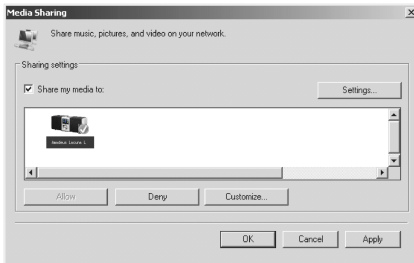 Media Sharing
Share music, pictures, and video on your network.
Sharing settings
Share my media to:
Settings...
Allow
Deny
Customize...
OK
Cancel
Apply